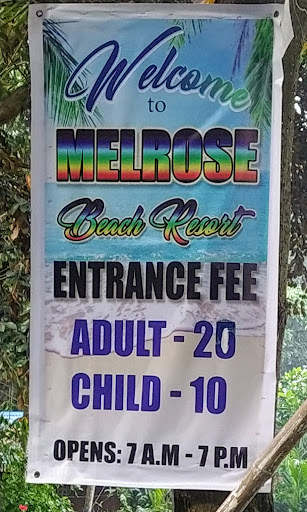 Welcome
to
MELROSE
Beach Resort
ENTRANCE FEE
ADULT - 20
CHILD - 10
OPENS: 7 A.M - 7 P.M